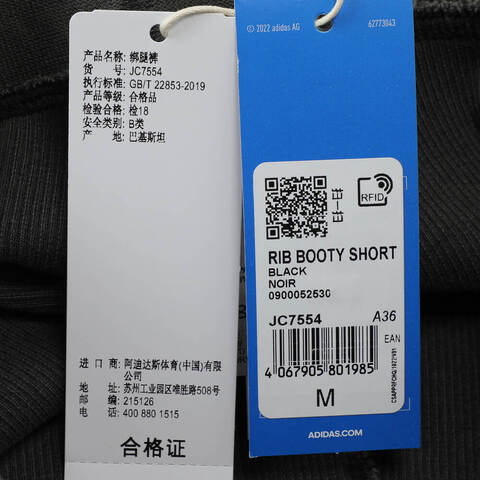 产品名称: 绑腿裤
货 号: JC7554
执行标准: GB/T 22853-2019
产品等级: 合格品
检验合格: 检18
安全类别: B类
产 地: 巴基斯坦
进 口 商: 阿迪达斯体育(中国)有限
公司
地 址: 苏州工业园区唯胜路508号
邮 编: 215126
电 话: 400 880 1515
合格证
©2022 adidas AG
62773043
RFID
RIB BOOTY SHORT
BLACK
NOIR
0900052530
JC7554
A36
EAN
4 067905 801985
M
ADIDAS.COM